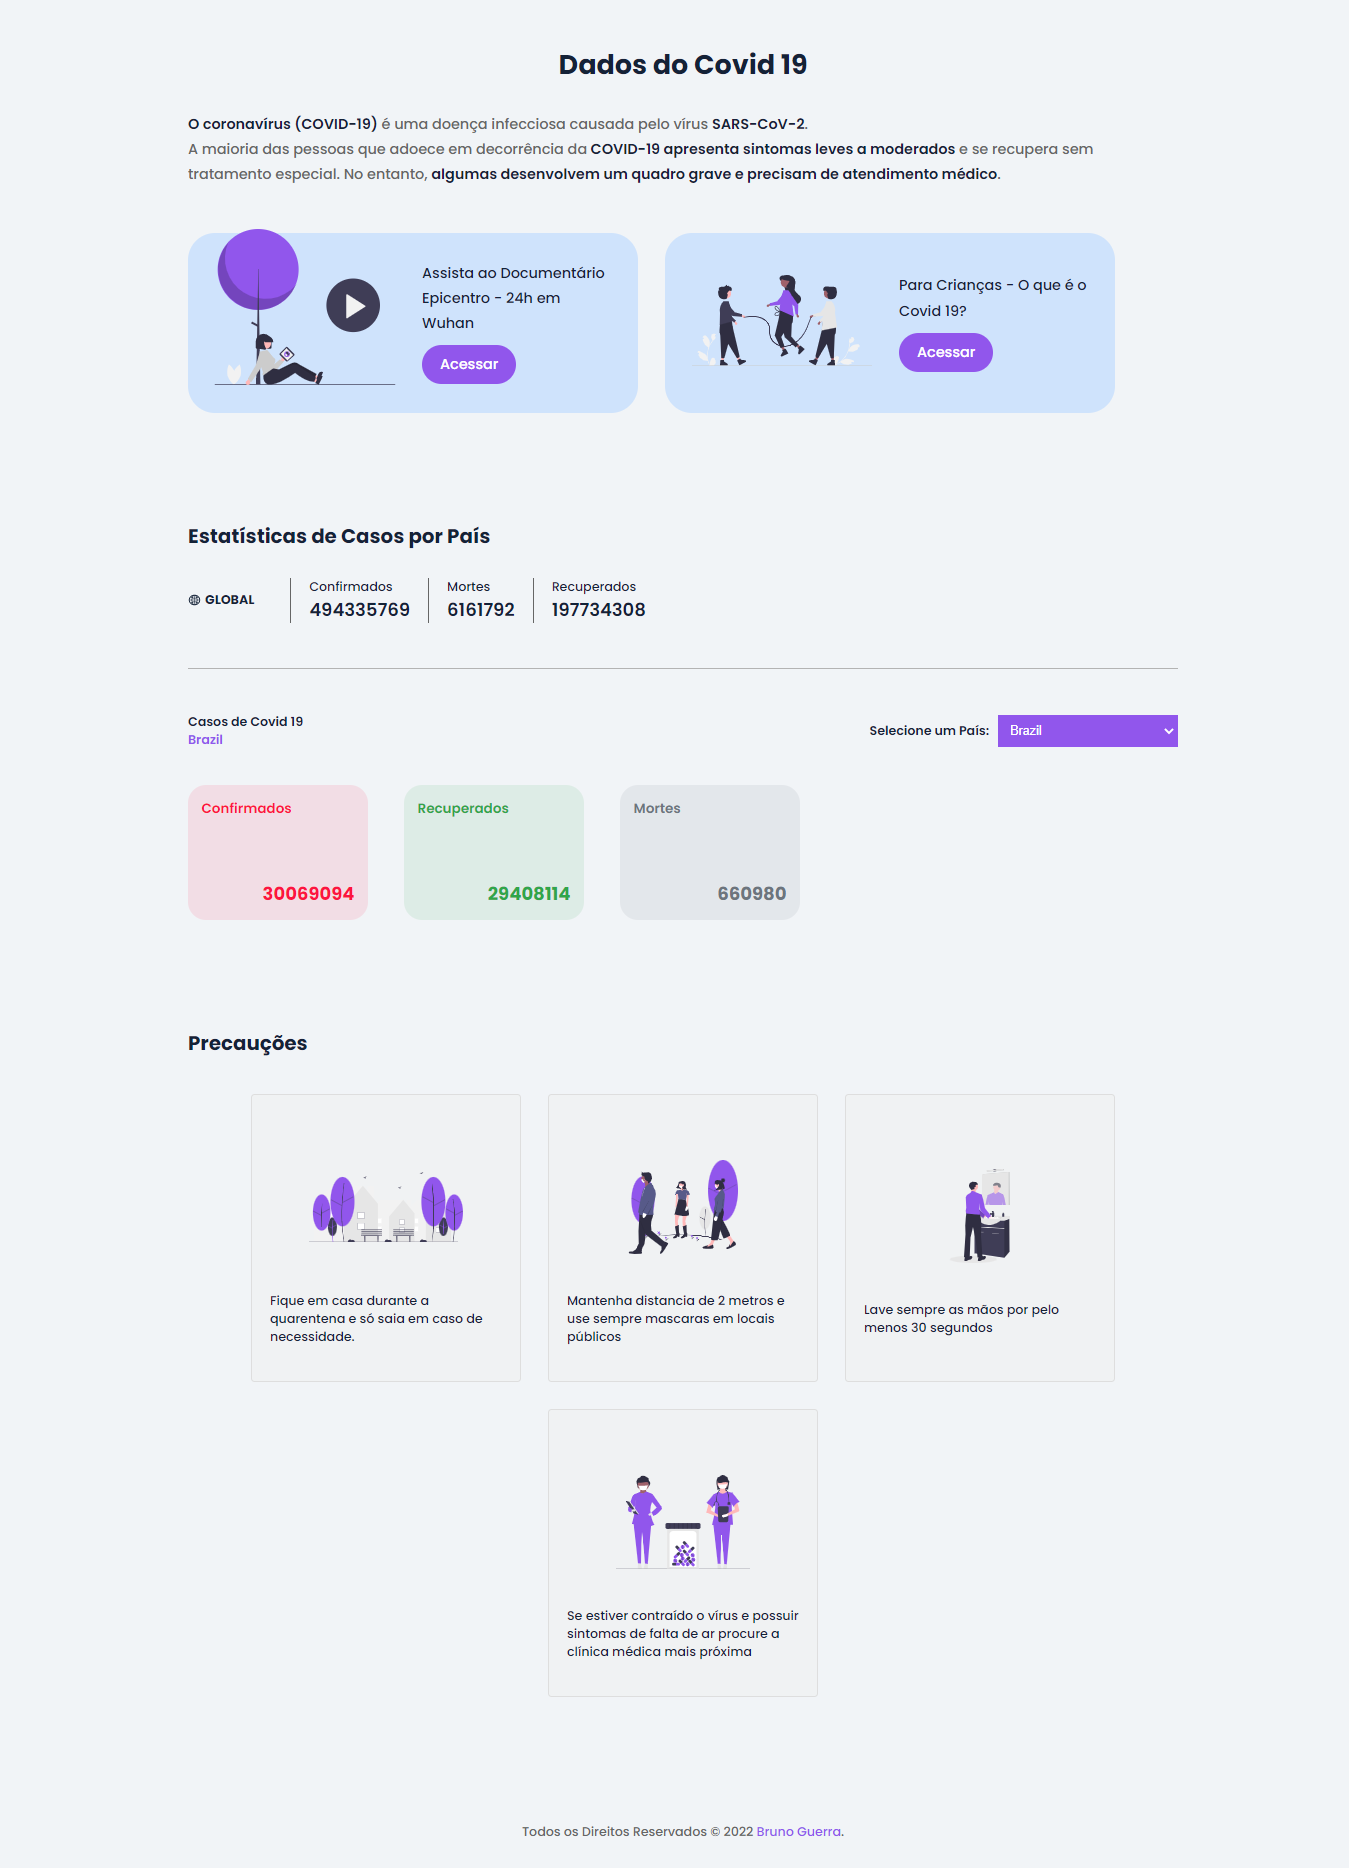 Dados do Covid 19
O coronavírus (COVID-19) é uma doença infecciosa causada pelo vírus SARS-CoV-2.
A maioria das pessoas que adoece em decorrência da COVID-19 apresenta sintomas leves a moderados e se recupera sem
tratamento especial. No entanto, algumas desenvolvem um quadro grave e precisam de atendimento médico.
Assista ao Documentário
Epicentro - 24h em
Wuhan
Acessar
Para Crianças - O que é o
Covid 19?
Acessar
Estatísticas de Casos por País
GLOBAL
Confirmados
494335769
Mortes
6161792
Recuperados
197734308
Casos de Covid 19
Brazil
Selecione um País:
Brazil
Confirmados
30069094
Recuperados
29408114
Mortes
660980
Precauções
Fique em casa durante a
quarentena e só saia em caso de
necessidade.
Mantenha distancia de 2 metros e
use sempre mascaras em locais
públicos
Lave sempre as mãos por pelo
menos 30 segundos
Se estiver contraído o vírus e possuir
sintomas de falta de ar procure a
clínica médica mais próxima
Todos os Direitos Reservados © 2022 Bruno Guerra.